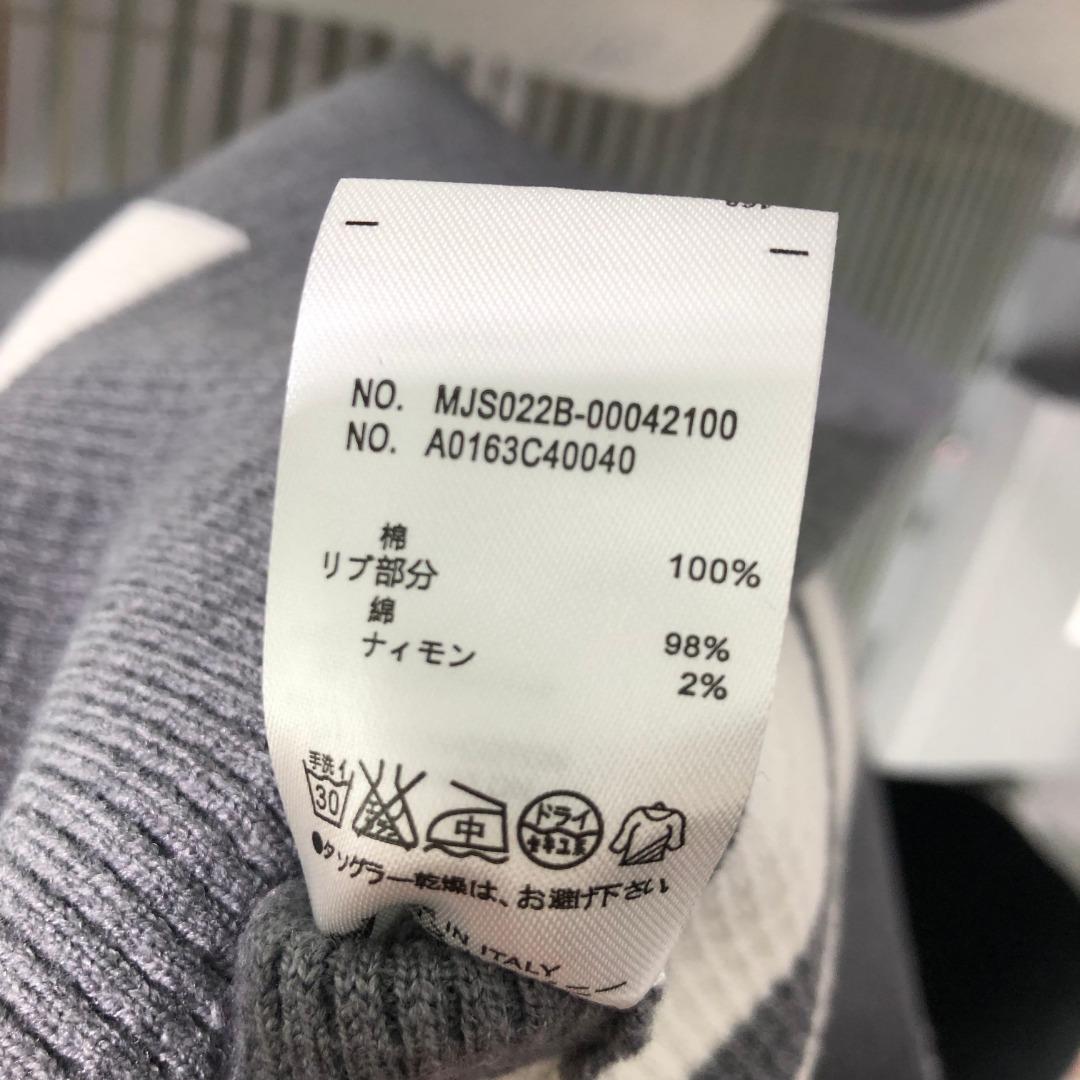 NO. MJS022B-00042100
NO. A0163C40040
棉
リブ部分 100%
綿
ナィモン 98%
2%
手洗イ
30
中
ドライ
●タソゲラー乾燥は、お避け下さい
IN ITALY